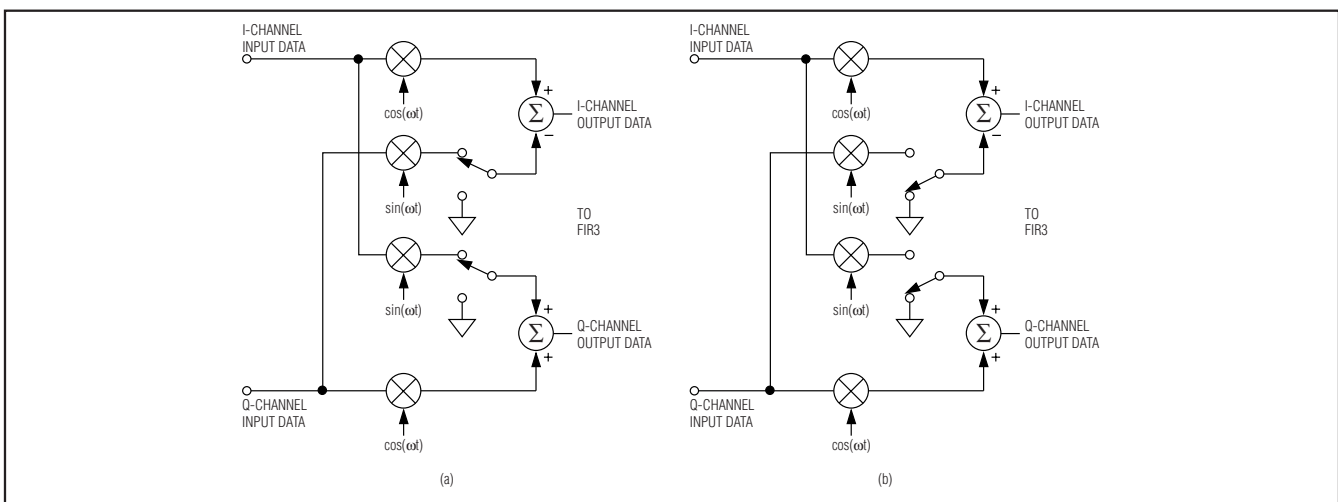 I-CHANNEL
INPUT DATA
cos(ωt)
+
Σ
−
I-CHANNEL
OUTPUT DATA
sin(ωt)
TO
FIR3
sin(ωt)
+
Σ
+
Q-CHANNEL
OUTPUT DATA
Q-CHANNEL
INPUT DATA
cos(ωt)
(a)
I-CHANNEL
INPUT DATA
cos(ωt)
+
Σ
−
I-CHANNEL
OUTPUT DATA
sin(ωt)
TO
FIR3
sin(ωt)
+
Σ
+
Q-CHANNEL
OUTPUT DATA
Q-CHANNEL
INPUT DATA
cos(ωt)
(b)